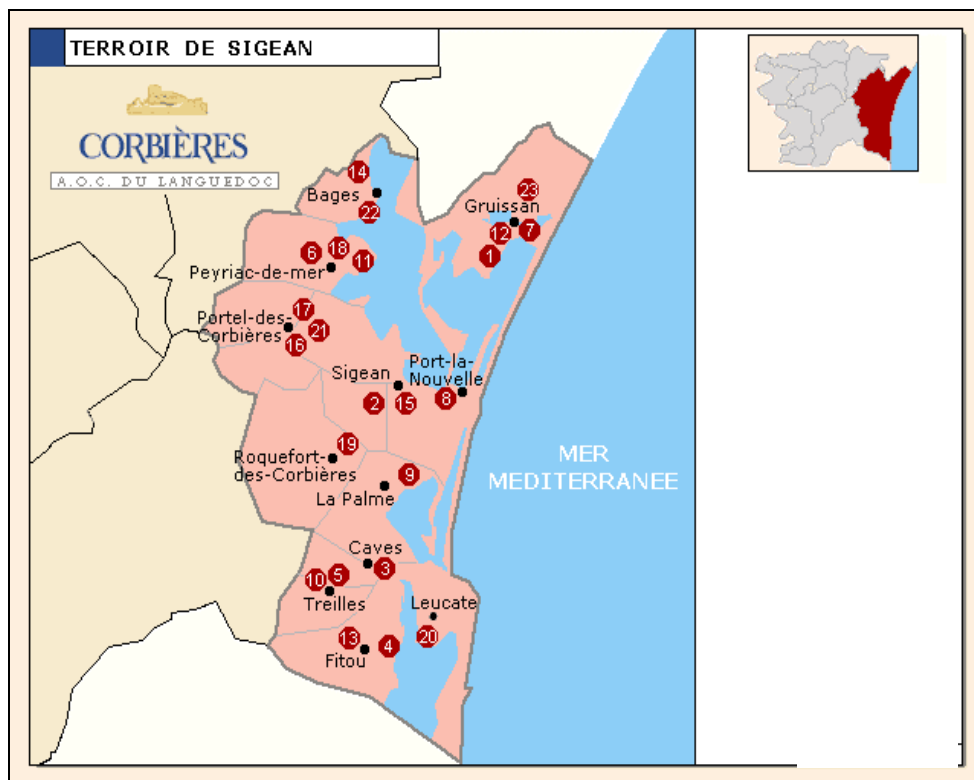 TERROIR DE SIGEAN
CORBIÈRES
A.O.C. DU LANGUEDOC
14
Bages
22
23
Gruissan
12
7
1
6
18
11
Peyriac-de-mer
17
Portel-des-
Corbières
21
16
Sigean
Port-la-
Nouvelle
2
15
8
19
Roquefort-
des-Corbières
9
La Palme
MER
MEDITERRANEE
Caves
3
10
5
Treilles
Leucate
20
13
4
Fitou